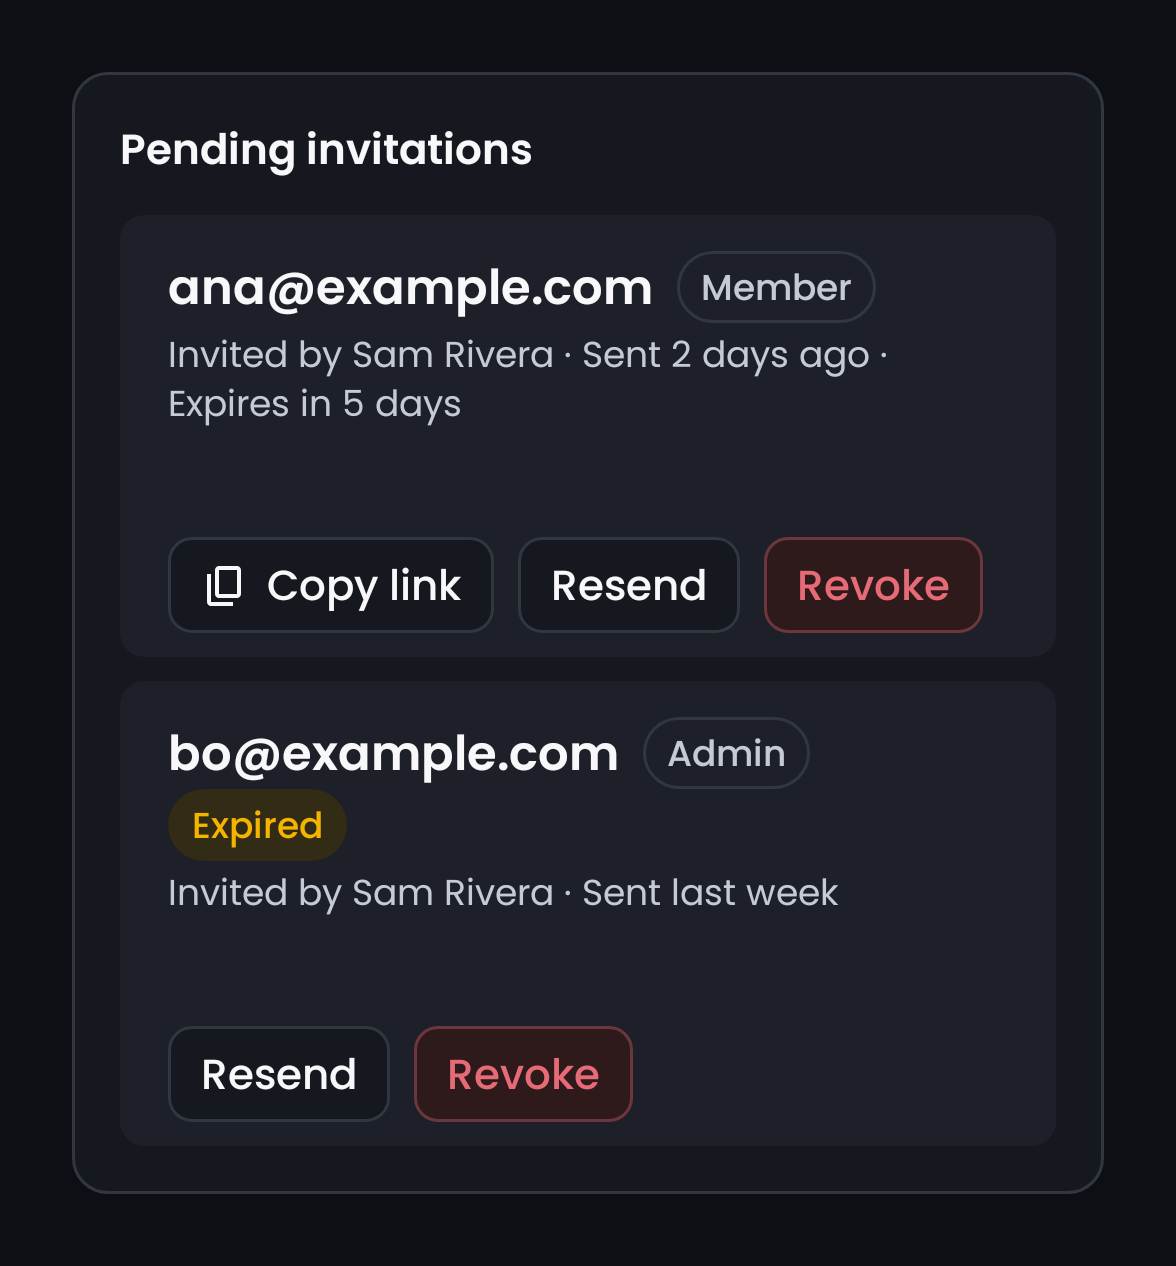 Pending invitations
ana@example.com Member
Invited by Sam Rivera · Sent 2 days ago ·
Expires in 5 days
Copy link Resend Revoke
bo@example.com Admin
Expired
Invited by Sam Rivera · Sent last week
Resend Revoke